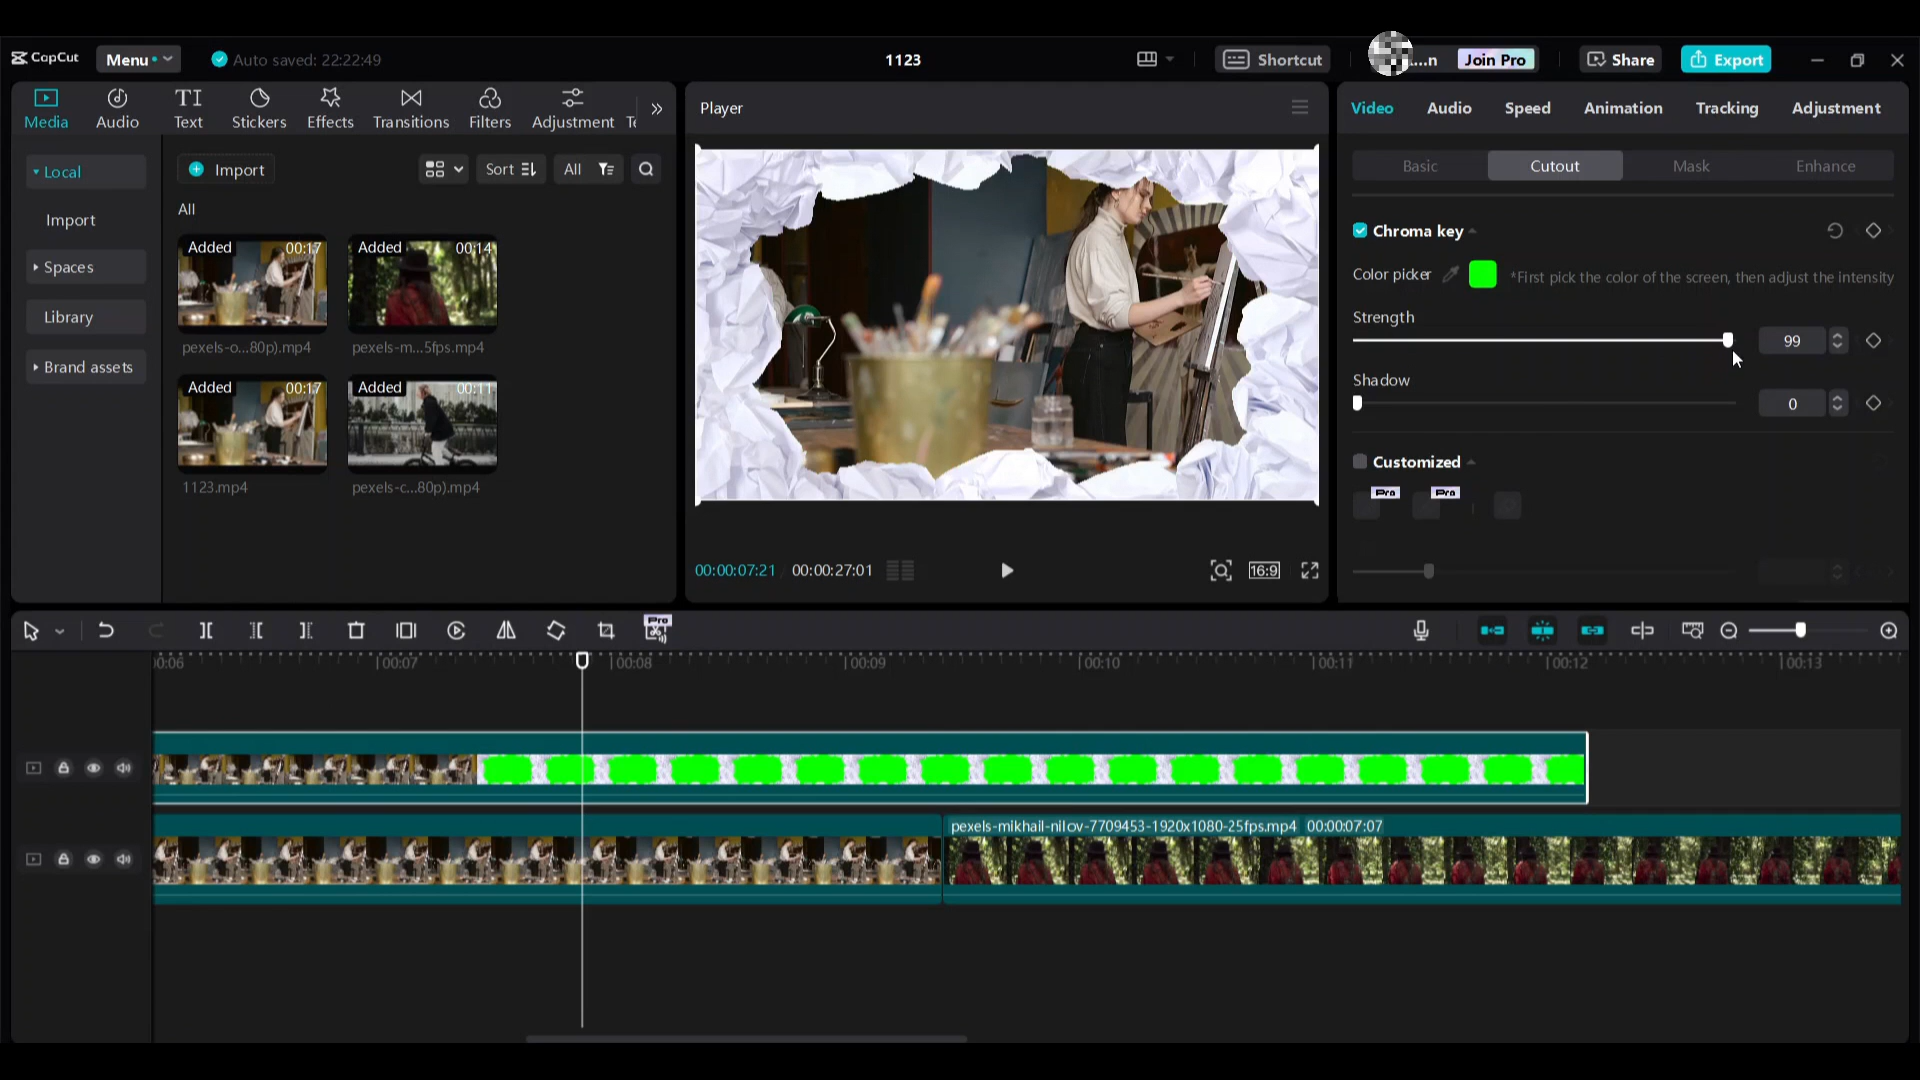 CapCut
Menu
Auto saved: 22:22:49
1123
Shortcut
...n
Join Pro
Share
Export
Media
Audio
Text
Stickers
Effects
Transitions
Filters
Adjustment
Player
Video
Audio
Speed
Animation
Tracking
Adjustment
Local
Import
Spaces
Library
Brand assets
Import
Sort
All
All
Added
00:17
pexels-o...80p).mp4
Added
00:14
pexels-m...5fps.mp4
Added
00:17
1123.mp4
Added
00:11
pexels-c...80p).mp4
00:00:07:21
00:00:27:01
16:9
Basic
Cutout
Mask
Enhance
Chroma key
Color picker
*First pick the color of the screen, then adjust the intensity
Strength
99
Shadow
0
Customized
Pro
Pro
Pro
00:06
00:07
00:08
00:09
00:10
00:11
00:12
00:13
pexels-mikhail-nilov-7709453-1920x1080-25fps.mp4 00:00:07:07